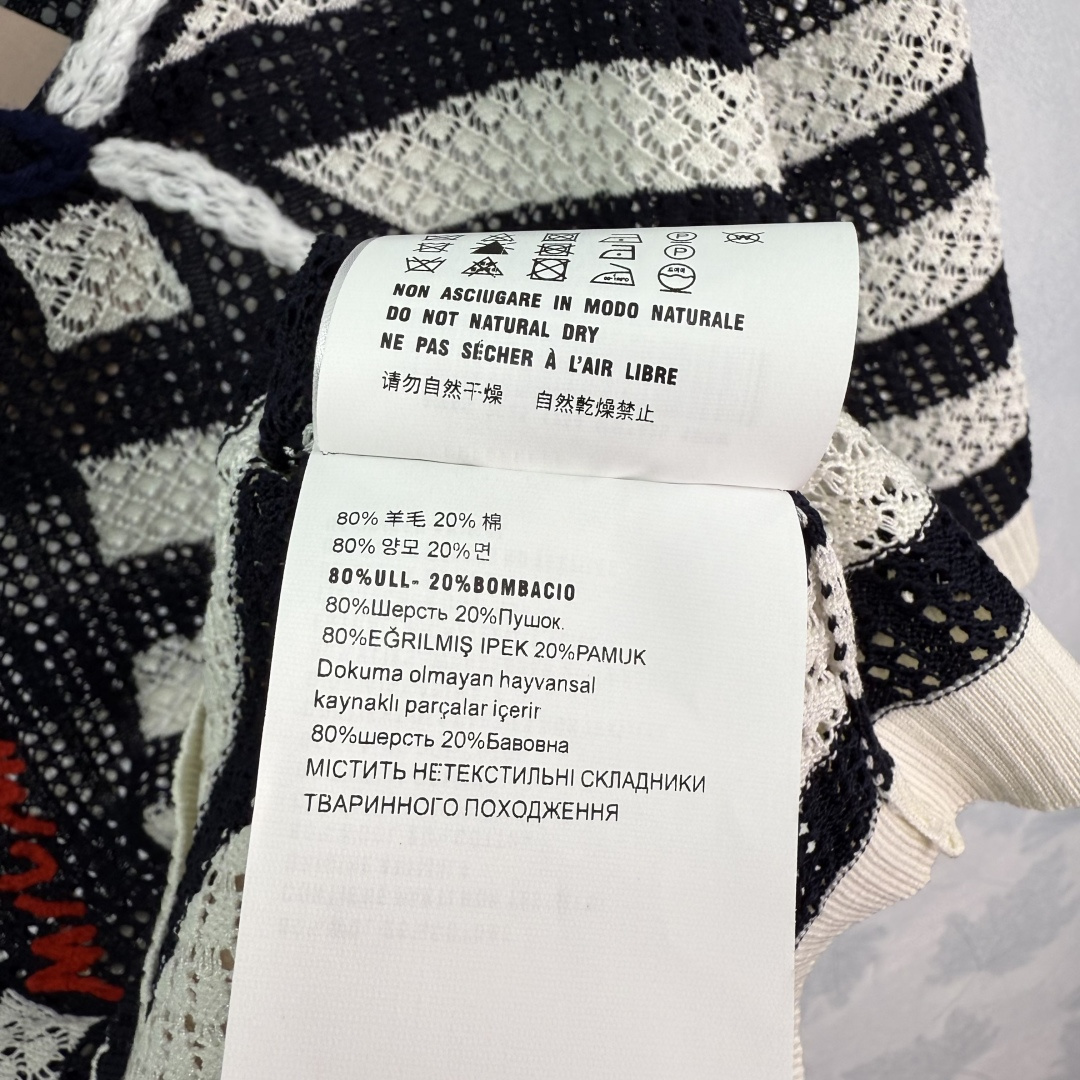 NON ASCIUGARE IN MODO NATURALE
DO NOT NATURAL DRY
NE PAS SÉCHER À L'AIR LIBRE
请勿自然干燥 自然乾燥禁止
80% 羊毛 20% 棉
80% 양모 20%면
80%ULL- 20%BOMBACIO
80%Шерсть 20%Пушок.
80%EĞRILMIŞ IPEK 20%PAMUK
Dokuma olmayan hayvansal
kaynaklı parçalar içerir
80%шерсть 20%Бавовна
МІСТИТЬ НЕТЕКСТИЛЬНІ СКЛАДНИКИ
ТВАРИННОГО ПОХОДЖЕННЯ